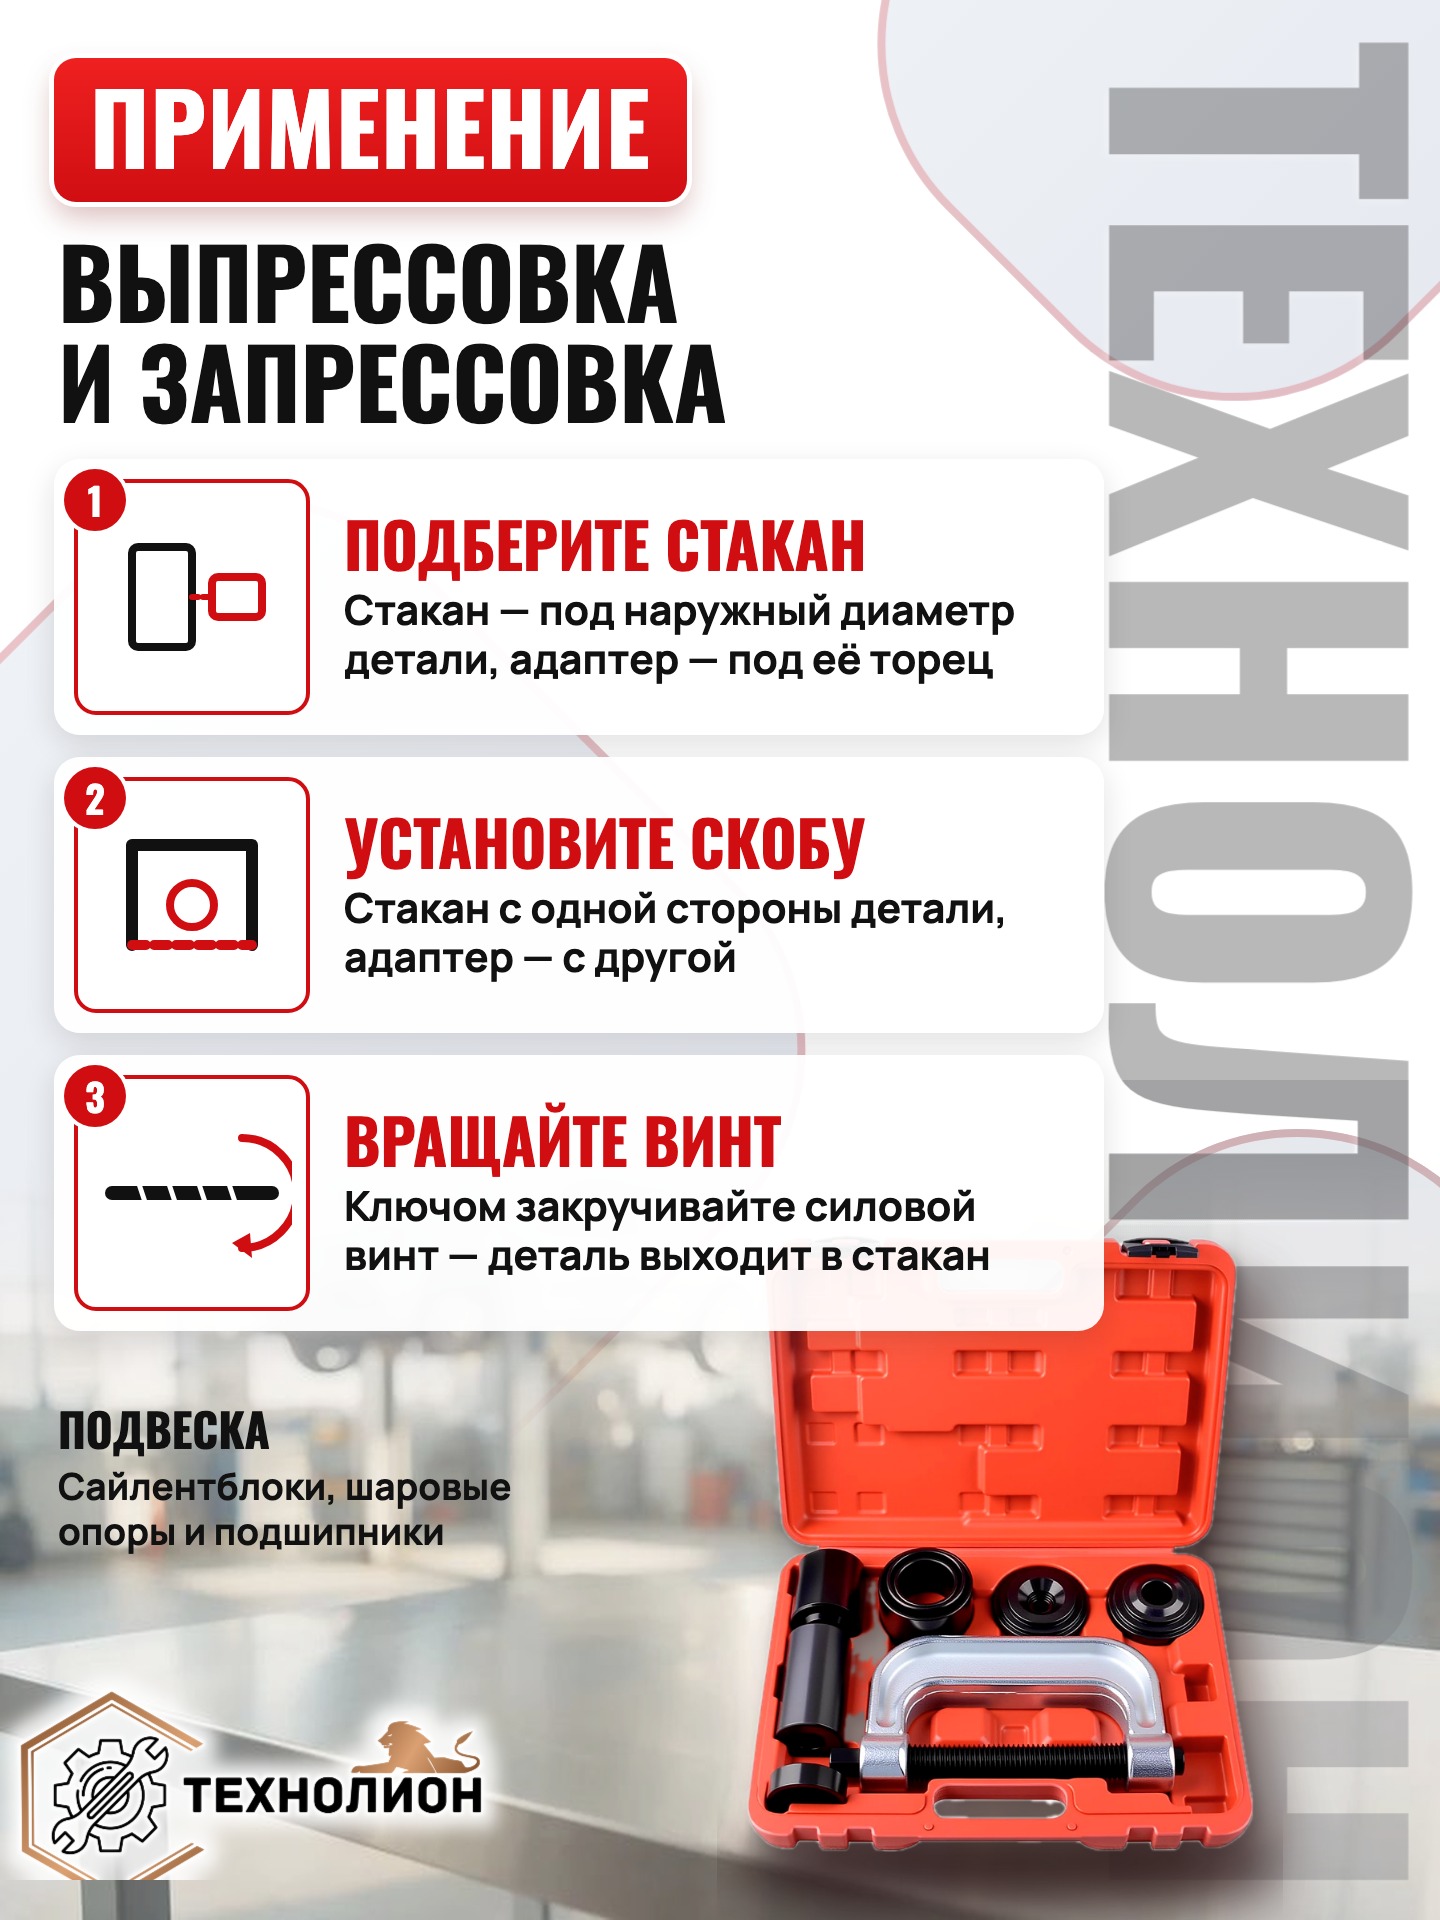 ПРИМЕНЕНИЕ
ВЫПРЕССОВКА
И ЗАПРЕССОВКА
1
ПОДБЕРИТЕ СТАКАН
Стакан — под наружный диаметр
детали, адаптер — под её торец
2
УСТАНОВИТЕ СКОБУ
Стакан с одной стороны детали,
адаптер — с другой
3
ВРАЩАЙТЕ ВИНТ
Ключом закручивайте силовой
винт — деталь выходит в стакан
ПОДВЕСКА
Сайлентблоки, шаровые
опоры и подшипники
ТЕХНОЛИОН
ТЕХНОЛИОН